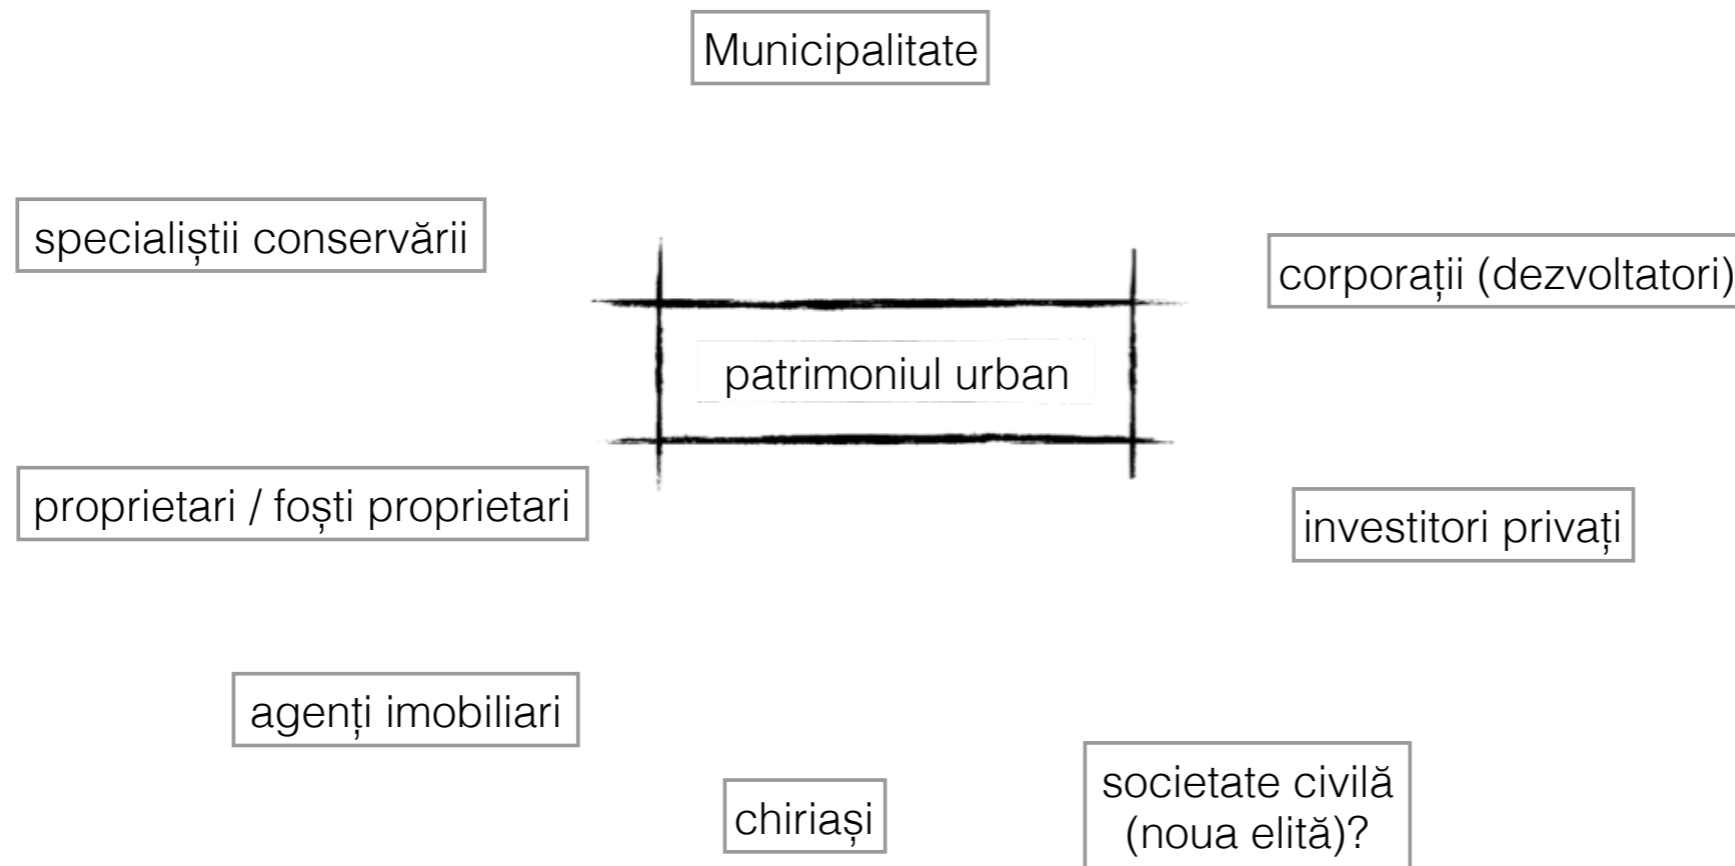 Municipalitate
specialiștii conservării
corporații (dezvoltatori)
patrimoniul urban
proprietari / foști proprietari
investitori privați
agenți imobiliari
chiriași
societate civilă
(noua elită)?